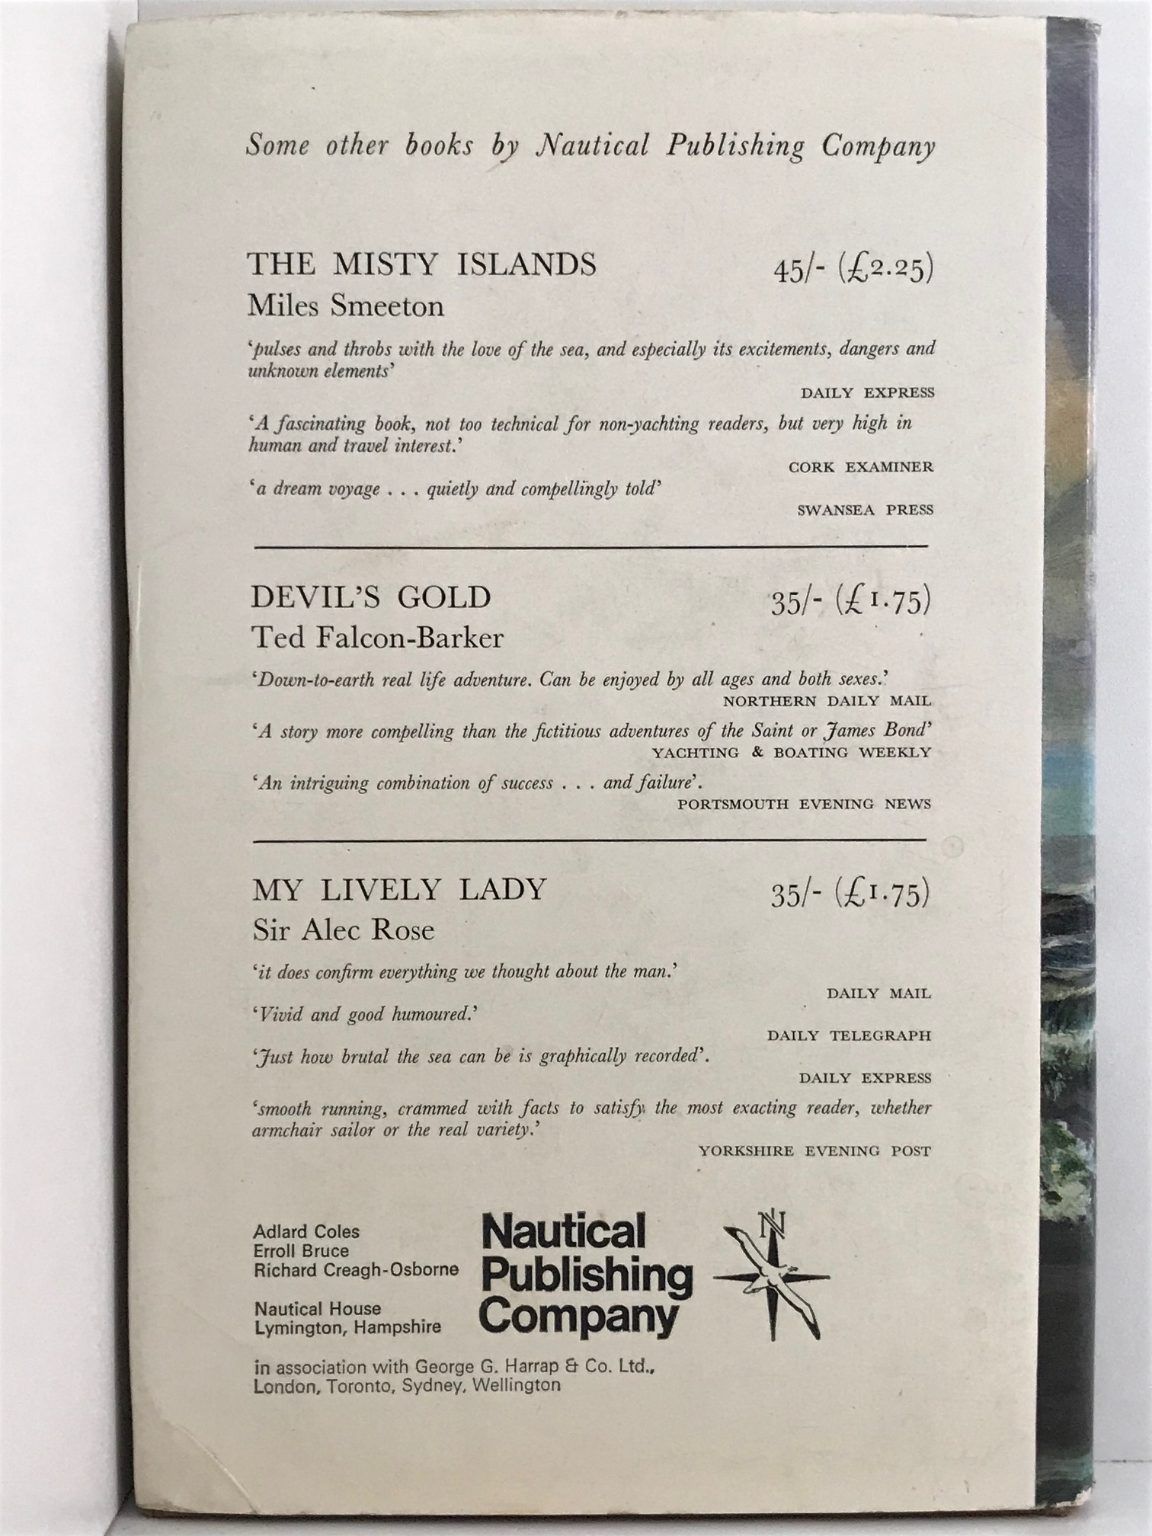 Some other books by Nautical Publishing Company
THE MISTY ISLANDS 45/- (£2.25)
Miles Smeeton
‘pulses and throbs with the love of the sea, and especially its excitements, dangers and
unknown elements’
DAILY EXPRESS
‘A fascinating book, not too technical for non-yachting readers, but very high in
human and travel interest.’
CORK EXAMINER
‘a dream voyage . . . quietly and compellingly told’
SWANSEA PRESS
DEVIL’S GOLD 35/- (£1.75)
Ted Falcon-Barker
‘Down-to-earth real life adventure. Can be enjoyed by all ages and both sexes.’
NORTHERN DAILY MAIL
‘A story more compelling than the fictitious adventures of the Saint or James Bond’
YACHTING & BOATING WEEKLY
‘An intriguing combination of success . . . and failure’.
PORTSMOUTH EVENING NEWS
MY LIVELY LADY 35/- (£1.75)
Sir Alec Rose
‘it does confirm everything we thought about the man.’
DAILY MAIL
‘Vivid and good humoured.’
DAILY TELEGRAPH
‘Just how brutal the sea can be is graphically recorded’.
DAILY EXPRESS
‘smooth running, crammed with facts to satisfy the most exacting reader, whether
armchair sailor or the real variety.’
YORKSHIRE EVENING POST
Adlard Coles
Erroll Bruce
Richard Creagh-Osborne
Nautical House
Lymington, Hampshire
Nautical
Publishing
Company
N
in association with George G. Harrap & Co. Ltd.,
London, Toronto, Sydney, Wellington